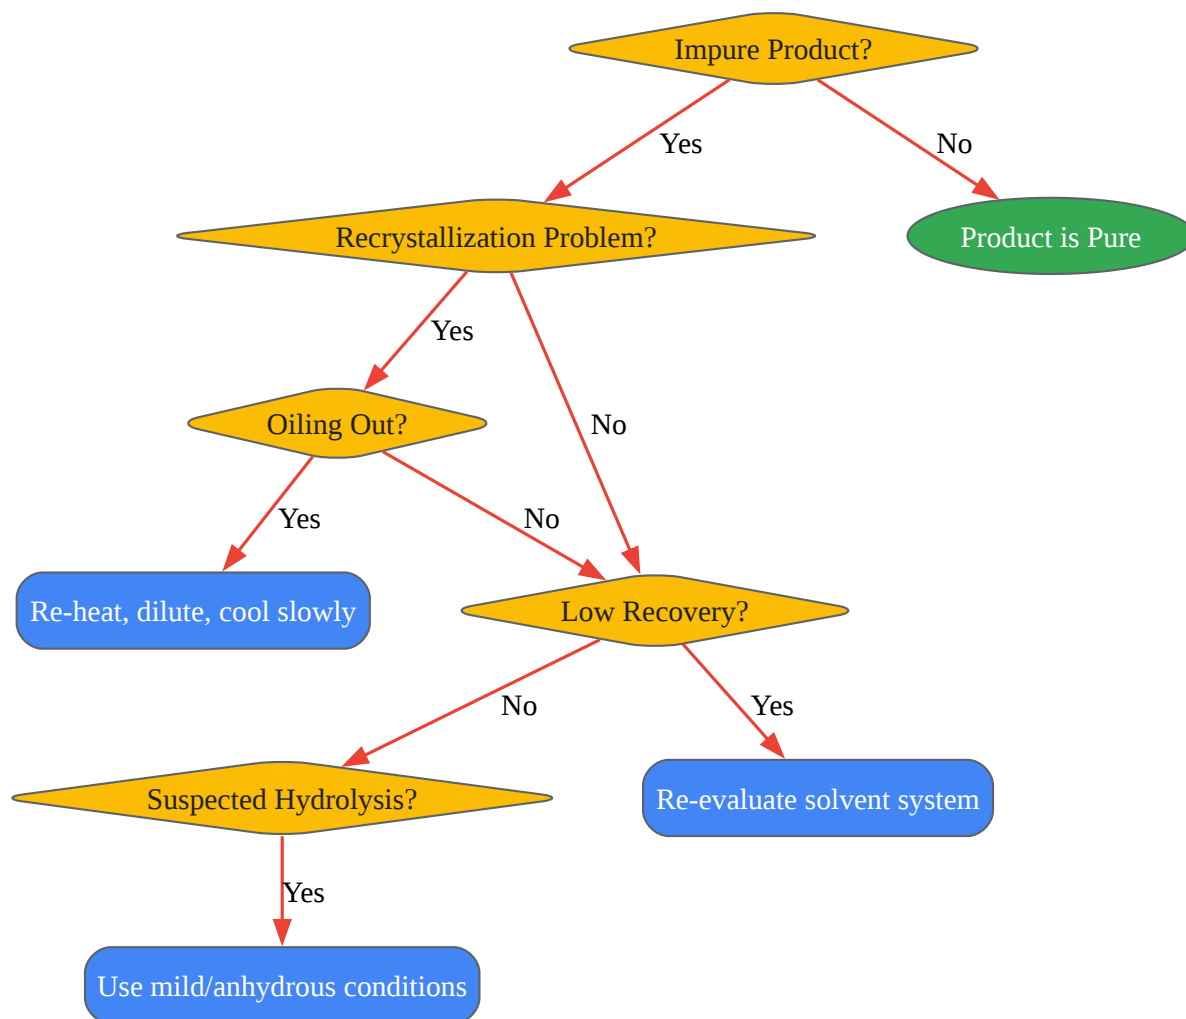 Impure Product?
Yes
No
Recrystallization Problem?
Product is Pure
Yes
No
Oiling Out?
Yes
No
Re-heat, dilute, cool slowly
Low Recovery?
No
Yes
Suspected Hydrolysis?
Re-evaluate solvent system
Yes
Use mild/anhydrous conditions